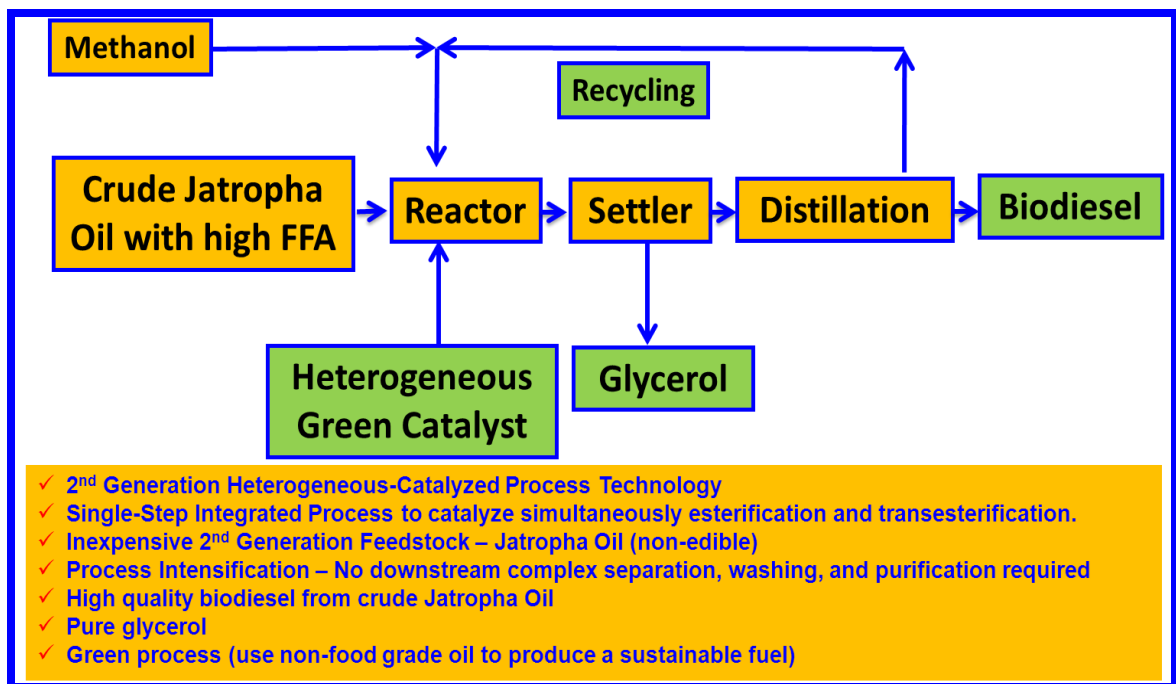 Methanol
Recycling
Crude Jatropha
Oil with high FFA
Reactor
Settler
Distillation
Biodiesel
Heterogeneous
Green Catalyst
Glycerol
✓ 2nd Generation Heterogeneous-Catalyzed Process Technology
✓ Single-Step Integrated Process to catalyze simultaneously esterification and transesterification.
✓ Inexpensive 2nd Generation Feedstock – Jatropha Oil (non-edible)
✓ Process Intensification – No downstream complex separation, washing, and purification required
✓ High quality biodiesel from crude Jatropha Oil
✓ Pure glycerol
✓ Green process (use non-food grade oil to produce a sustainable fuel)